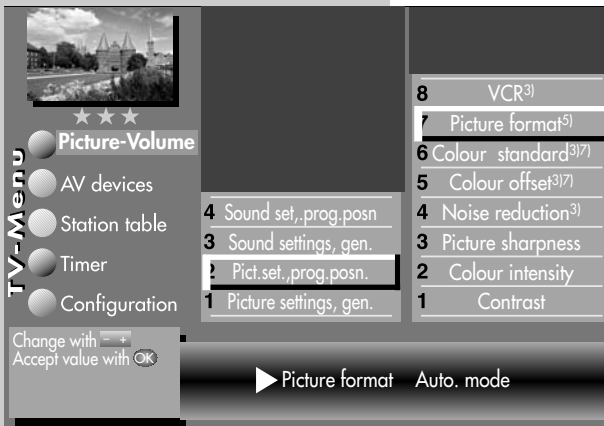 TV-Menu
Picture-Volume
AV devices
Station table
Timer
Configuration
4 Sound set,.prog.posn
3 Sound settings, gen.
2 Pict.set.,prog.posn.
1 Picture settings, gen.
8 VCR3)
7 Picture format5)
6 Colour standard3)7)
5 Colour offset3)7)
4 Noise reduction3)
3 Picture sharpness
2 Colour intensity
1 Contrast
Change with - +
Accept value with OK
Picture format Auto. mode